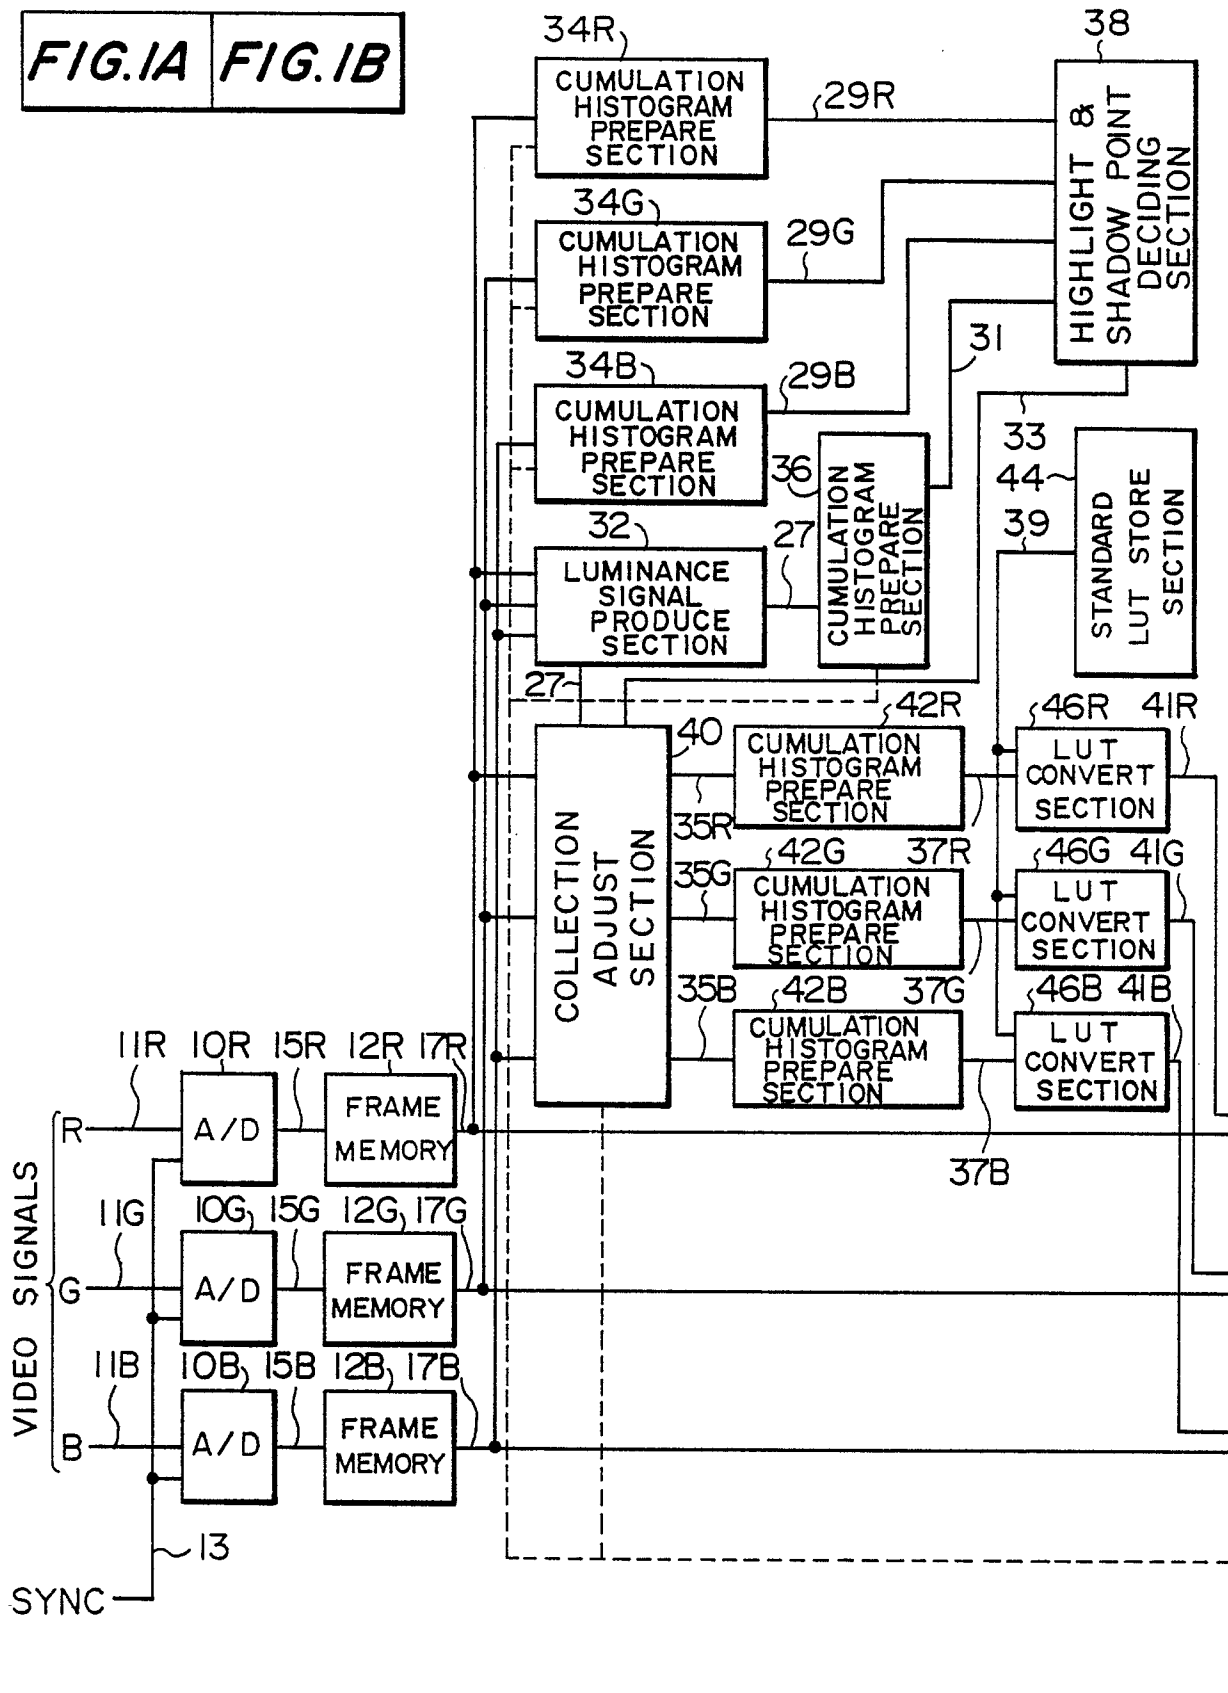 FIG.1A FIG.1B
34R
CUMULATION
HISTOGRAM
PREPARE
SECTION
29R
38
HIGHLIGHT &
SHADOW POINT
DECIDING
SECTION
34G
CUMULATION
HISTOGRAM
PREPARE
SECTION
29G
31
34B
CUMULATION
HISTOGRAM
PREPARE
SECTION
29B
33
36
CUMULATION
HISTOGRAM
PREPARE
SECTION
44
STANDARD
LUT STORE
SECTION
39
32
LUMINANCE
SIGNAL
PRODUCE
SECTION
27
27
40
COLLECTION
ADJUST
SECTION
42R
CUMULATION
HISTOGRAM
PREPARE
SECTION
35R
37R
46R
LUT
CONVERT
SECTION
41R
42G
CUMULATION
HISTOGRAM
PREPARE
SECTION
35G
37G
46G
LUT
CONVERT
SECTION
41G
42B
CUMULATION
HISTOGRAM
PREPARE
SECTION
35B
37B
46B
LUT
CONVERT
SECTION
41B
VIDEO SIGNALS
R
11R
10R
A/D
15R
12R
FRAME
MEMORY
17R
G
11G
10G
A/D
15G
12G
FRAME
MEMORY
17G
B
11B
10B
A/D
15B
12B
FRAME
MEMORY
17B
13
SYNC